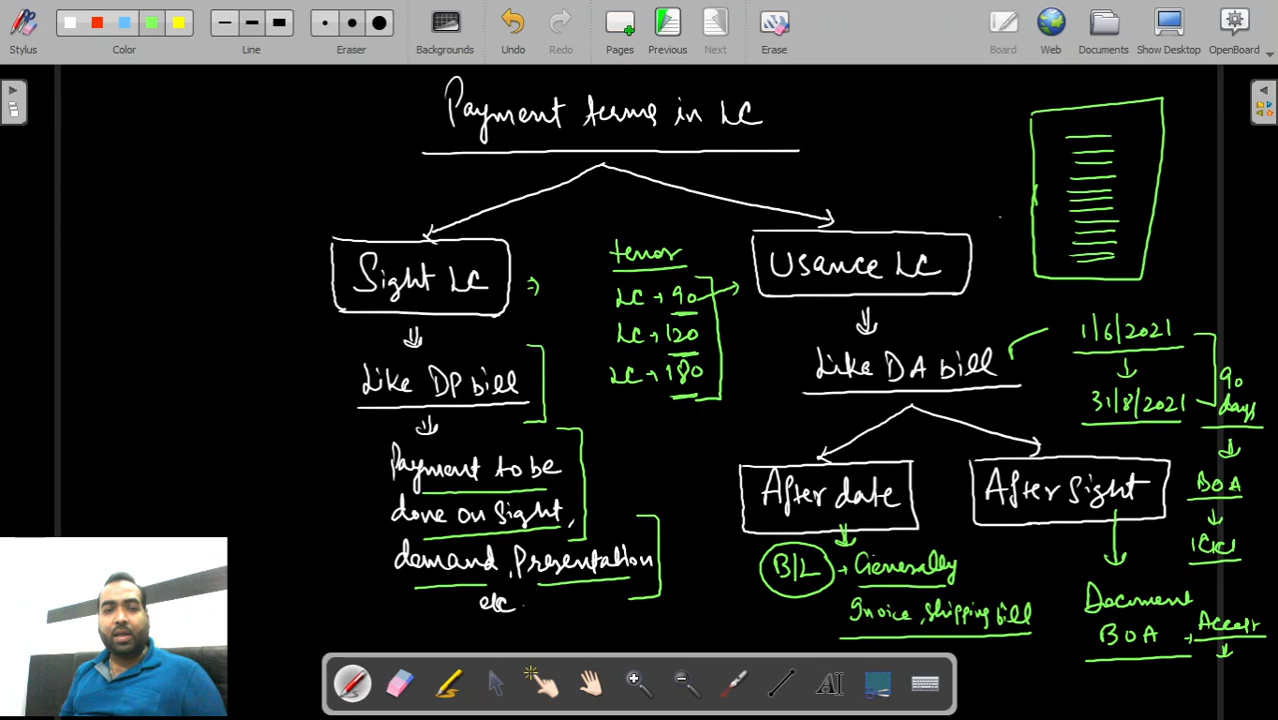 Stylus
Color
Line
Eraser
Backgrounds
Undo
Redo
Pages
Previous
Next
Erase
Board
Web
Documents
Show Desktop
OpenBoard
Payment terms in LC
Sight LC
Like DP bill
Payment to be
done on Sight,
demand, Presentation
etc.
tenor
LC → 90
LC → 120
LC → 180
Usance LC
Like DA bill
After date
B/L → Generally
Invoice, Shipping bill
After Sight
Document
BOA → Accept
1/6/2021
31/8/2021
90
days
BOA
ICICI